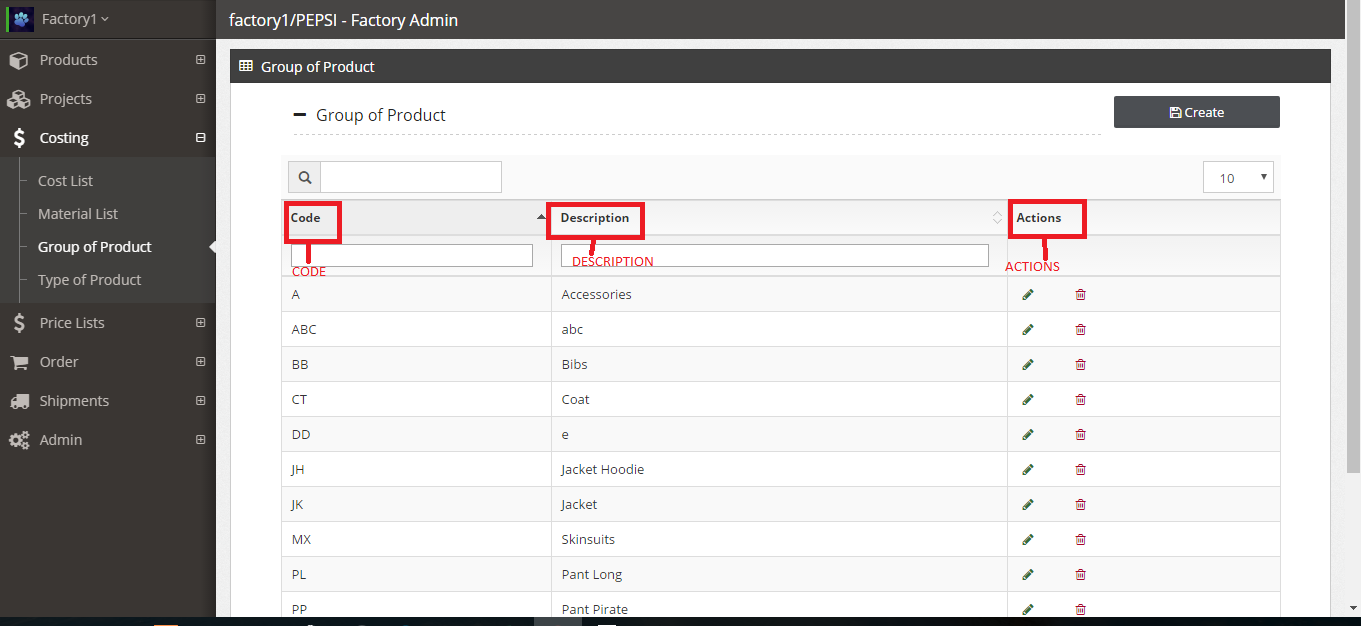 Factory1
factory1/PEPSI - Factory Admin
Products
Projects
Costing
Cost List
Material List
Group of Product
Type of Product
Price Lists
Order
Shipments
Admin
Group of Product
Group of Product
Create
10
Code Description Actions
CODE DESCRIPTION ACTIONS
A Accessories
ABC abc
BB Bibs
CT Coat
DD e
JH Jacket Hoodie
JK Jacket
MX Skinsuits
PL Pant Long
PP Pant Pirate